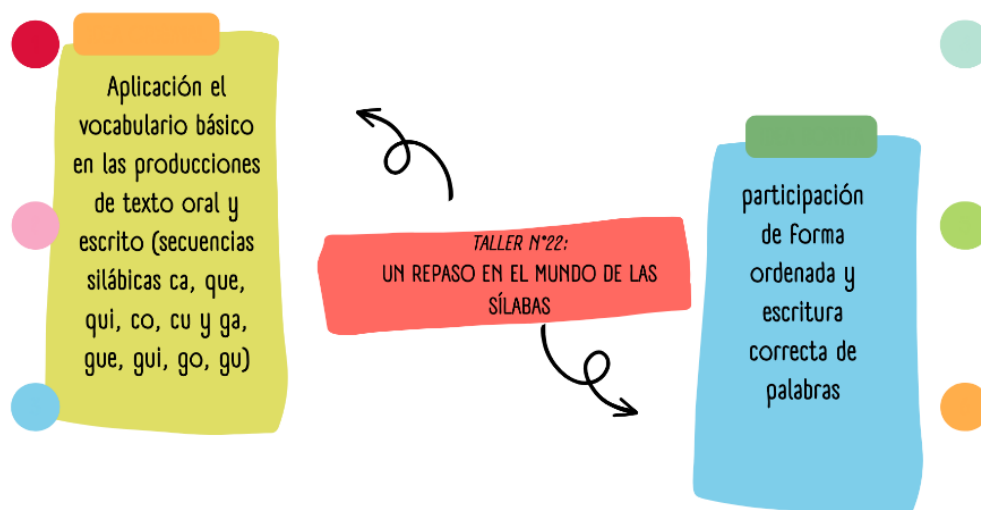 Aplicación el
vocabulario básico
en las producciones
de texto oral y
escrito (secuencias
silábicas ca, que,
qui, co, cu y ga,
gue, gui, go, gu)
TALLER N°22:
UN REPASO EN EL MUNDO DE LAS
SÍLABAS
participación
de forma
ordenada y
escritura
correcta de
palabras